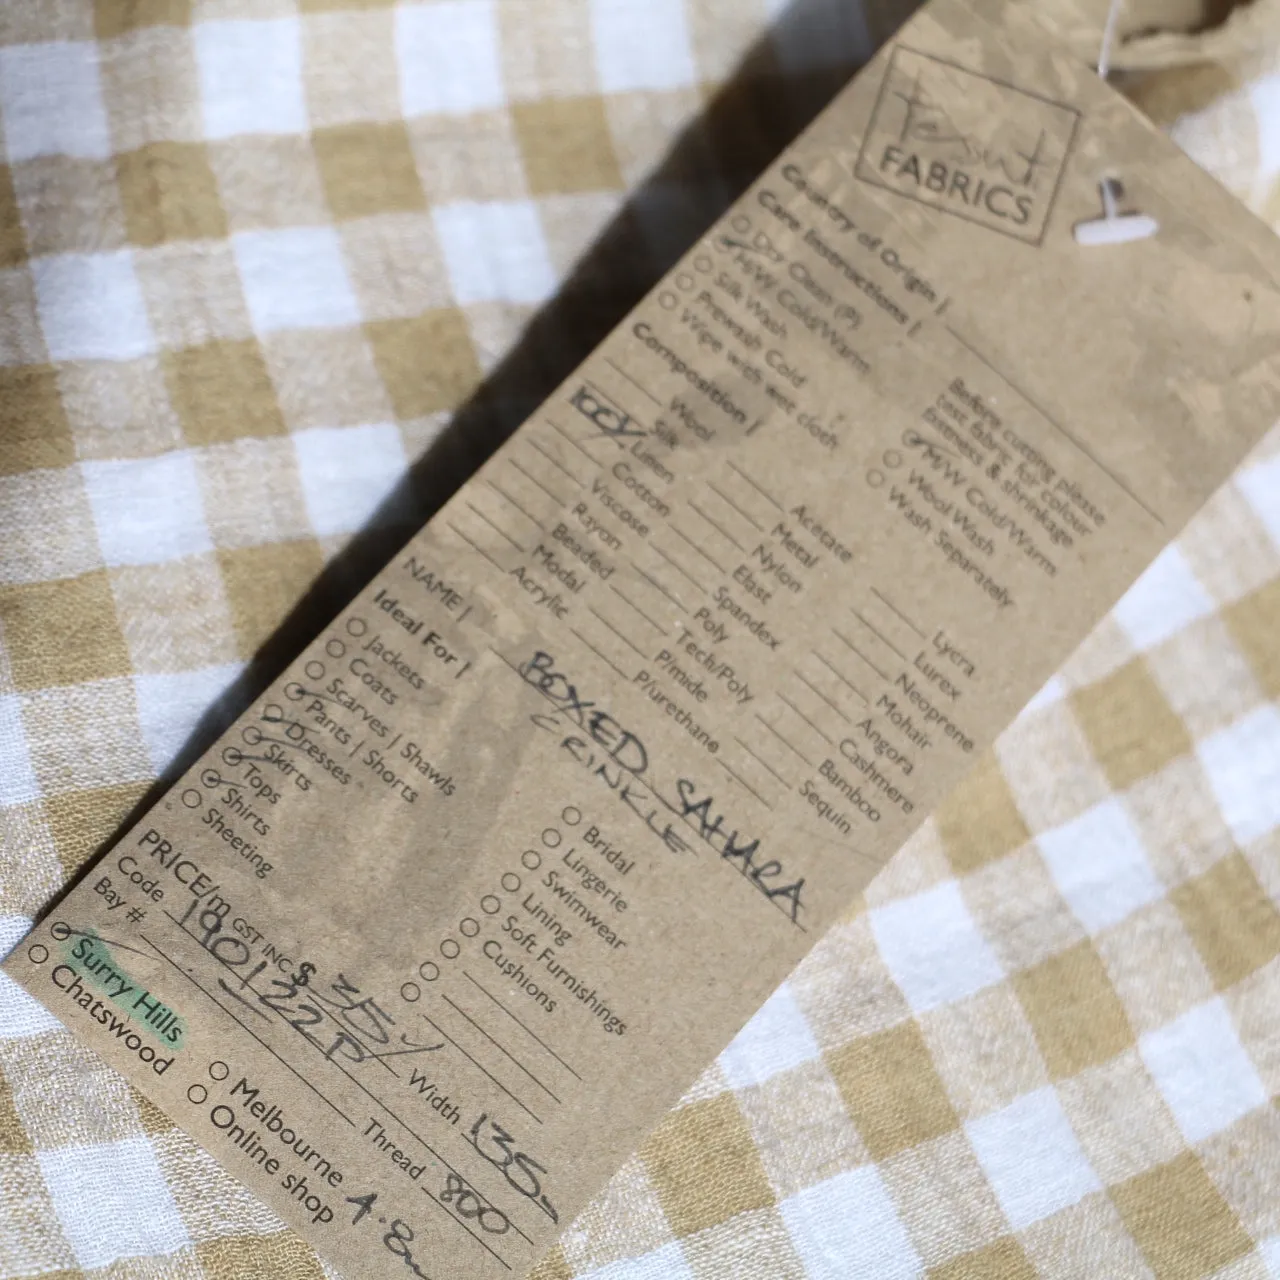 tessuti
FABRICS
Country of Origin |
Care Instructions |
Dry Clean (P)
H/W Cold/Warm
Silk Wash
Prewash Cold
Wipe with wet cloth
Before cutting please
test fabric for colour
fastness & shrinkage.
M/W Cold/Warm
Wool Wash
Wash Separately
Composition |
Wool
Silk
100% Linen
Cotton
Viscose
Rayon
Beaded
Modal
Acrylic
Acetate
Metal
Nylon
Elast
Spandex
Poly
Tech/Poly
P/mide
P/urethane
Lycra
Lurex
Neoprene
Mohair
Angora
Cashmere
Bamboo
Sequin
NAME | BOXED SAHARA
CRINKLE
Ideal For |
Jackets
Coats
Scarves | Shawls
Pants | Shorts
Dresses
Skirts
Tops
Shirts
Sheeting
Bridal
Lingerie
Swimwear
Lining
Soft Furnishings
Cushions
PRICE/m GST INC $ 35
Code 190122P
Width 135
Bay #
Thread 800
Surry Hills
Chatswood
Melbourne
Online shop
4.8m